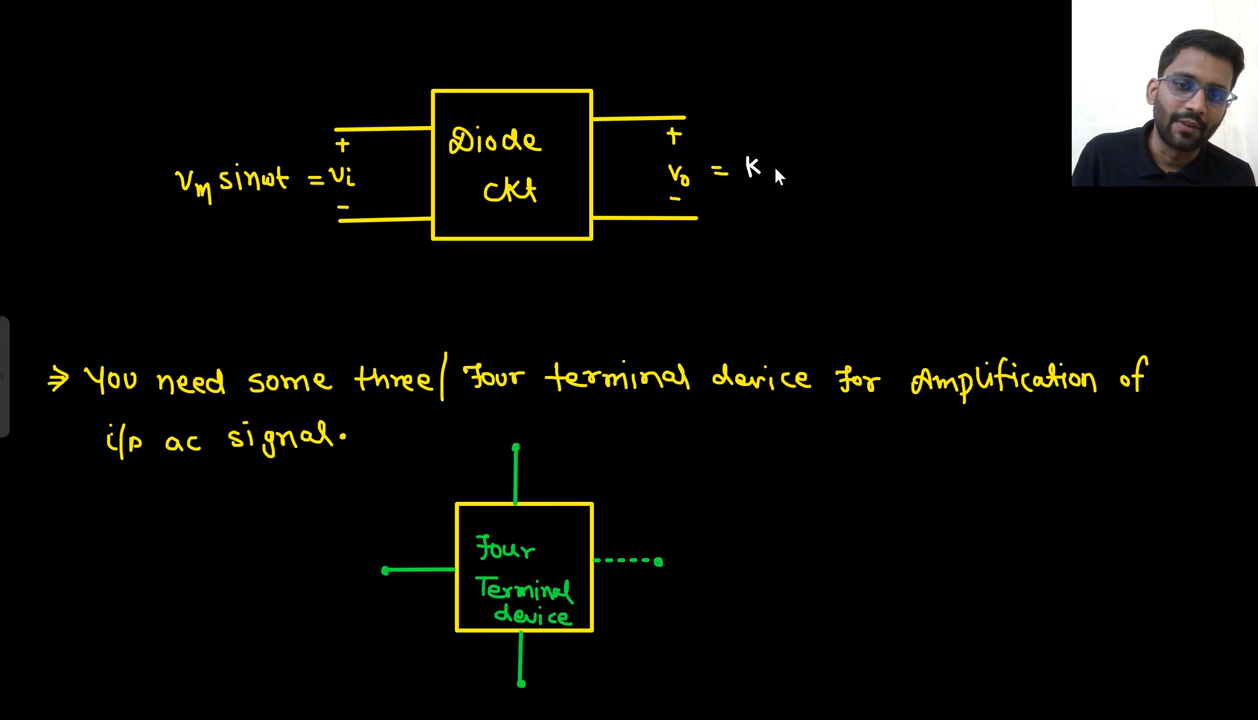 Diode
ckt
Vm sinωt = Vi
+
-
+
Vo = K
-
⇒ You need some three/ Four terminal device for Amplification of
i/p ac signal.
Four
Terminal
device